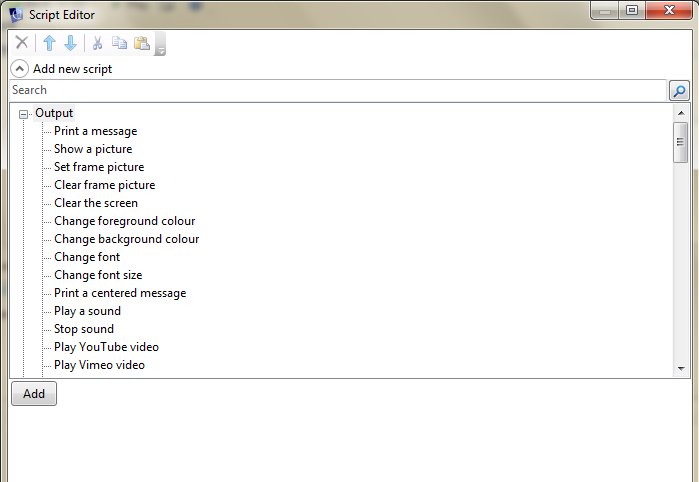 Script Editor
Add new script
Search
Output
Print a message
Show a picture
Set frame picture
Clear frame picture
Clear the screen
Change foreground colour
Change background colour
Change font
Change font size
Print a centered message
Play a sound
Stop sound
Play YouTube video
Play Vimeo video
Add